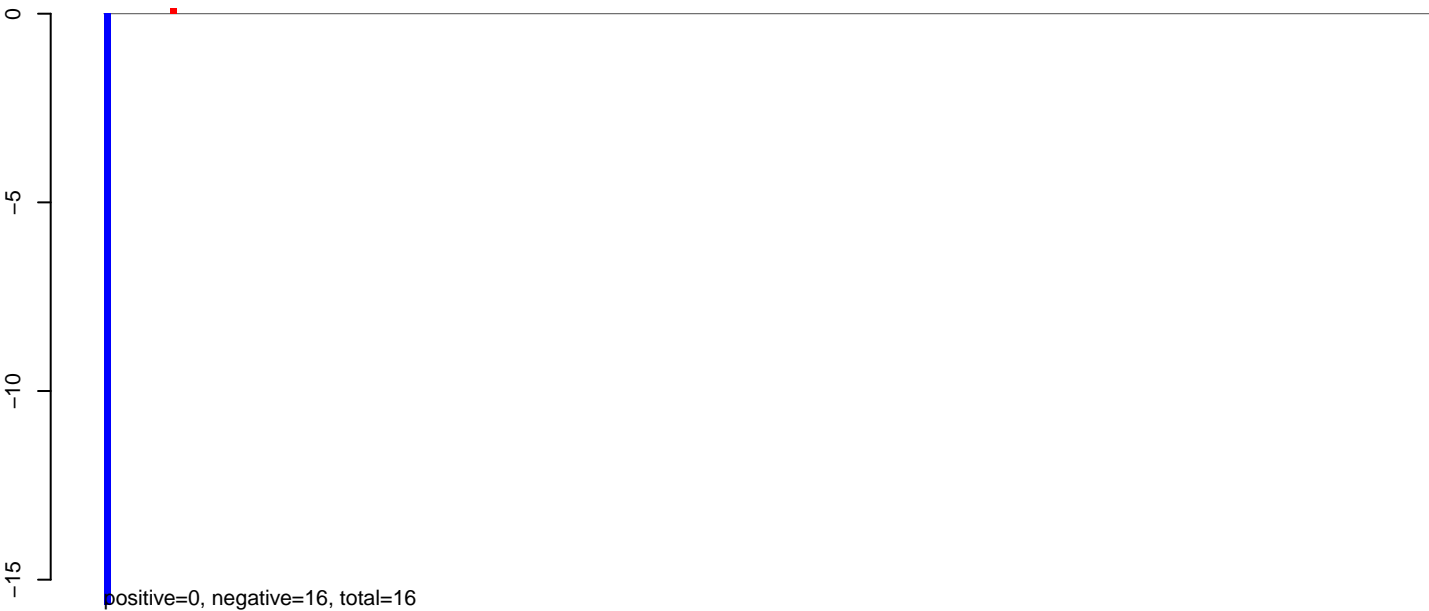 0
−5
−10
−15
positive=0, negative=16, total=16